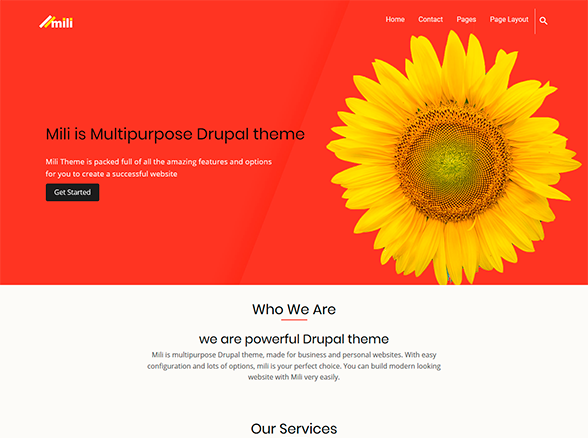 mili
Home Contact Pages Page Layout
Mili is Multipurpose Drupal theme
Mili Theme is packed full of all the amazing features and options
for you to create a successful website
Get Started
Who We Are
we are powerful Drupal theme
Mili is multipurpose Drupal theme, made for business and personal websites. With easy
configuration and lots of options, mili is your perfect choice. You can build modern looking
website with Mili very easily.
Our Services